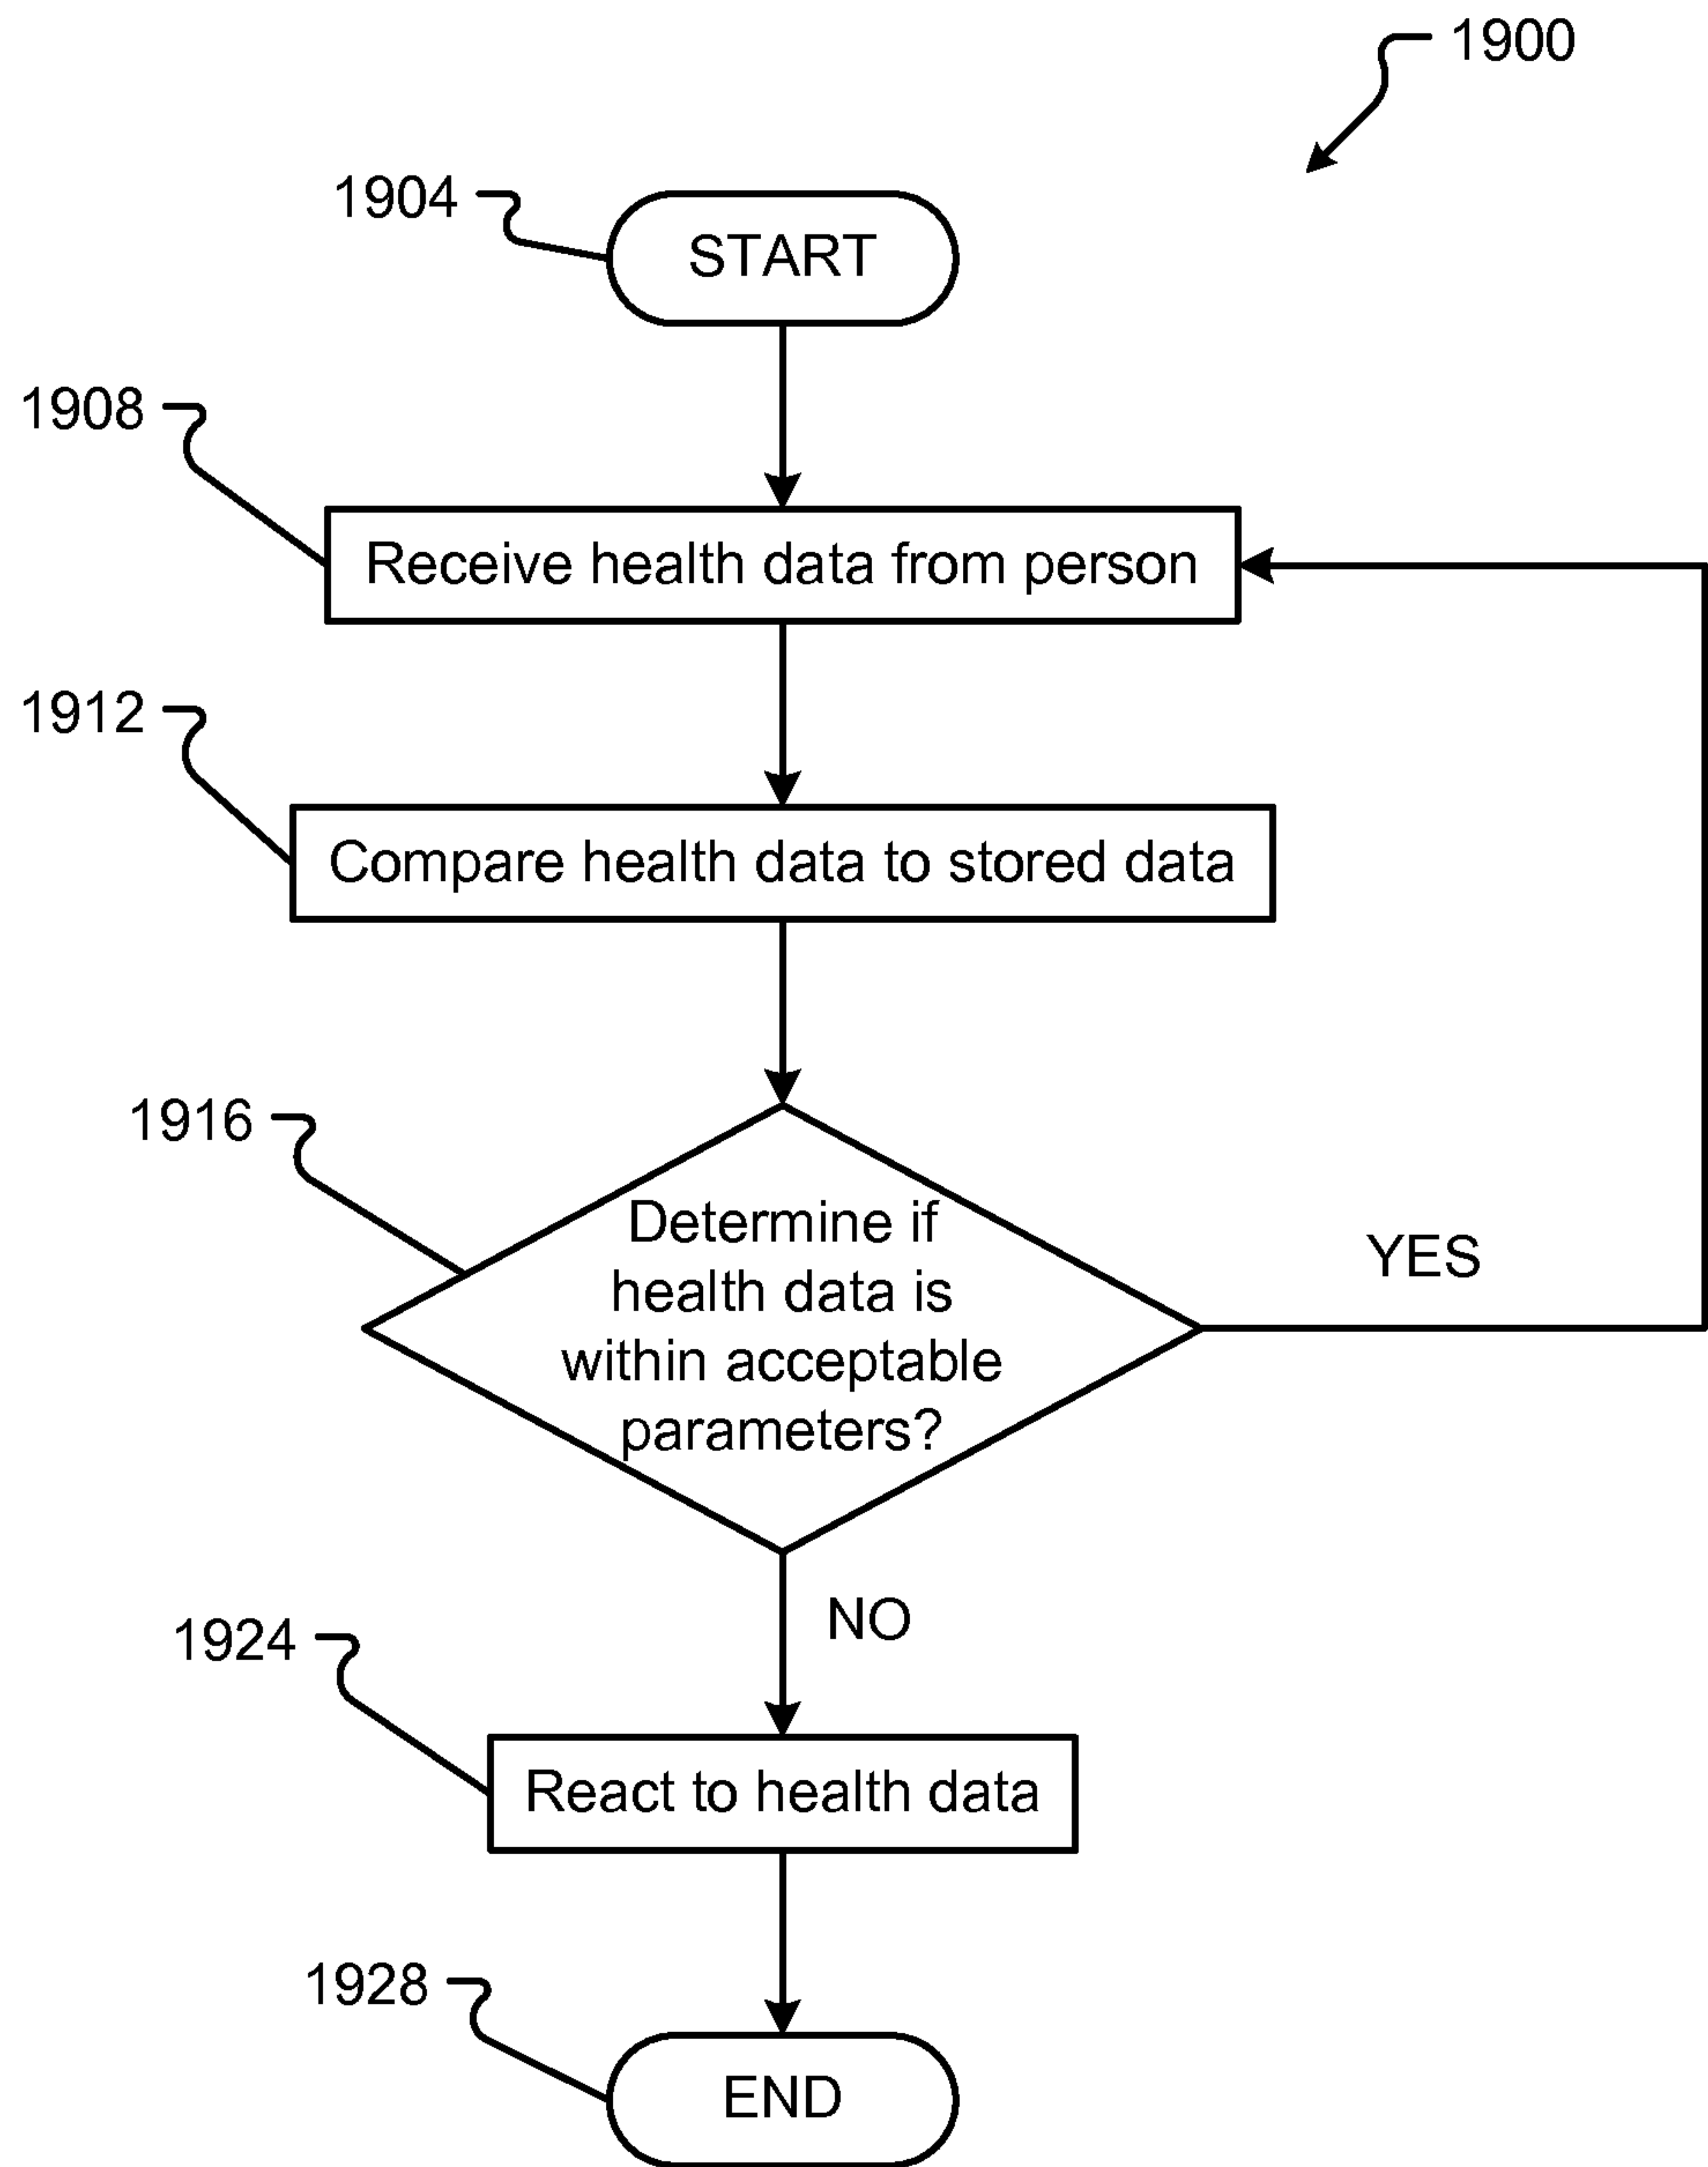 1900
1904
START
1908
Receive health data from person
1912
Compare health data to stored data
1916
Determine if
health data is
within acceptable
parameters?
YES
NO
1924
React to health data
1928
END